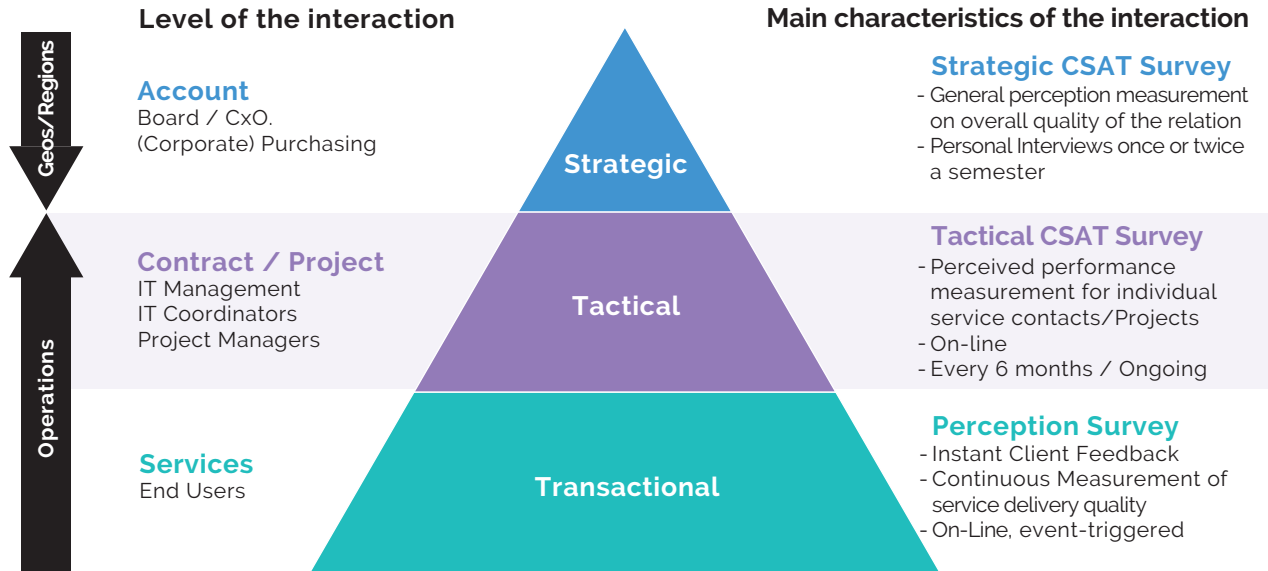 Level of the interaction
Main characteristics of the interaction
Geos/Regions
Account
Board / CxO.
(Corporate) Purchasing
Strategic
Strategic CSAT Survey
- General perception measurement
on overall quality of the relation
- Personal Interviews once or twice
a semester
Operations
Contract / Project
IT Management
IT Coordinators
Project Managers
Tactical
Tactical CSAT Survey
- Perceived performance
measurement for individual
service contacts/Projects
- On-line
- Every 6 months / Ongoing
Services
End Users
Transactional
Perception Survey
- Instant Client Feedback
- Continuous Measurement of
service delivery quality
- On-Line, event-triggered